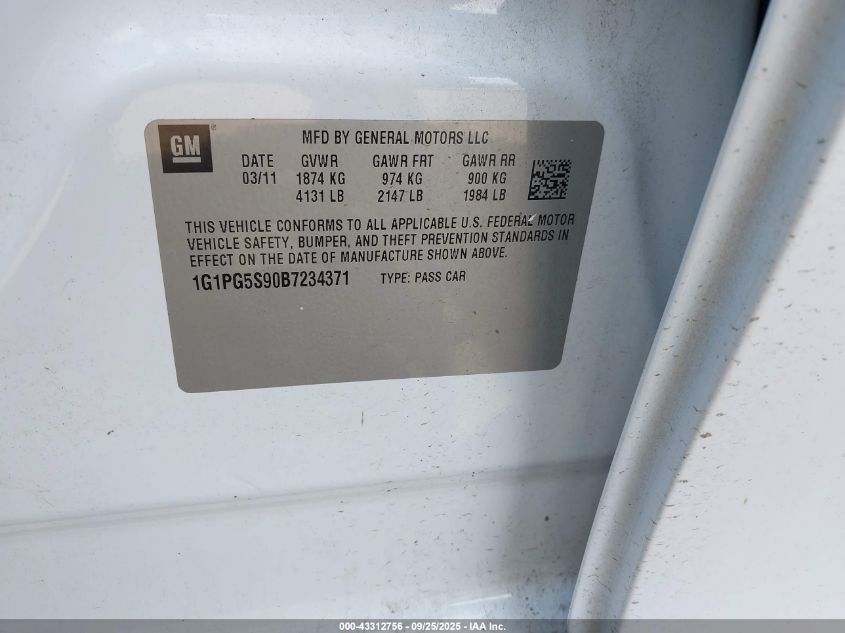 GM
MFD BY GENERAL MOTORS LLC
DATE GVWR GAWR FRT GAWR RR
03/11 1874 KG 974 KG 900 KG
4131 LB 2147 LB 1984 LB
THIS VEHICLE CONFORMS TO ALL APPLICABLE U.S. FEDERAL MOTOR
VEHICLE SAFETY, BUMPER, AND THEFT PREVENTION STANDARDS IN
EFFECT ON THE DATE OF MANUFACTURE SHOWN ABOVE.
1G1PG5S90B7234371 TYPE: PASS CAR
000-43312756 - 09/25/2025 - IAA Inc.